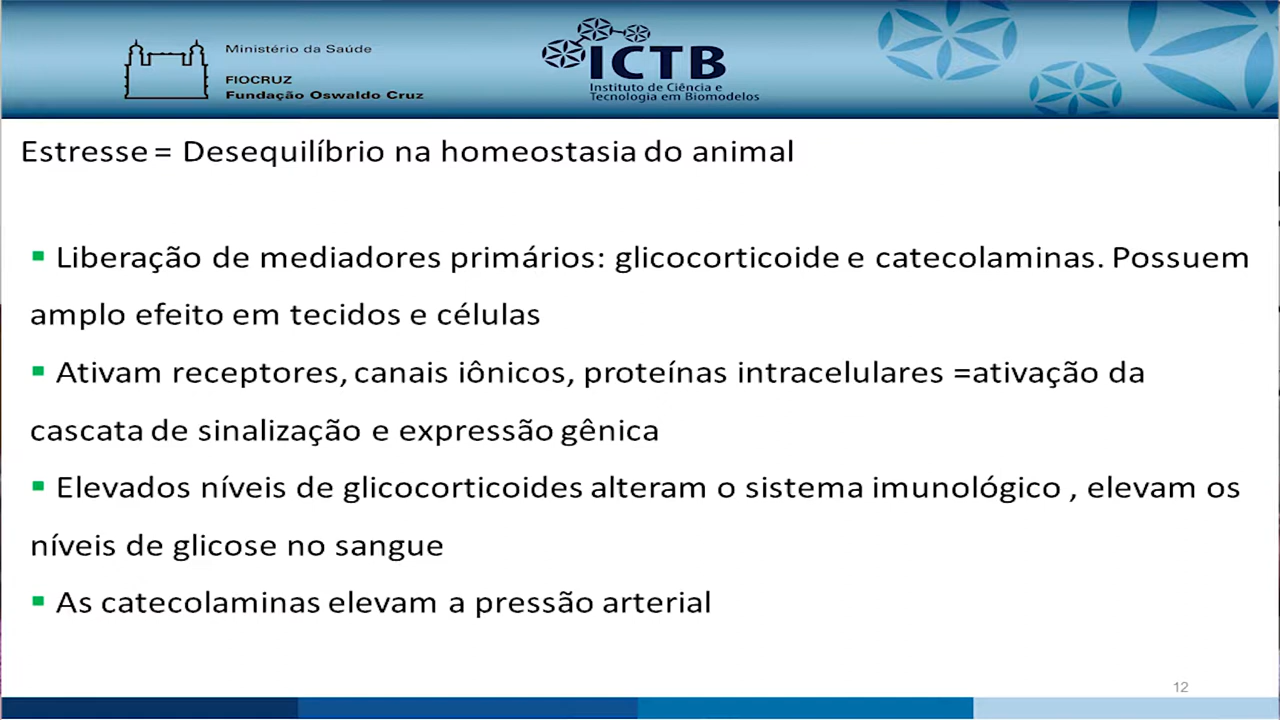 Ministério da Saúde
FIOCRUZ
Fundação Oswaldo Cruz
ICTB
Instituto de Ciência e
Tecnologia em Biomodelos
Estresse = Desequilíbrio na homeostasia do animal
Liberação de mediadores primários: glicocorticoide e catecolaminas. Possuem
amplo efeito em tecidos e células
Ativam receptores, canais iônicos, proteínas intracelulares =ativação da
cascata de sinalização e expressão gênica
Elevados níveis de glicocorticoides alteram o sistema imunológico , elevam os
níveis de glicose no sangue
As catecolaminas elevam a pressão arterial
12